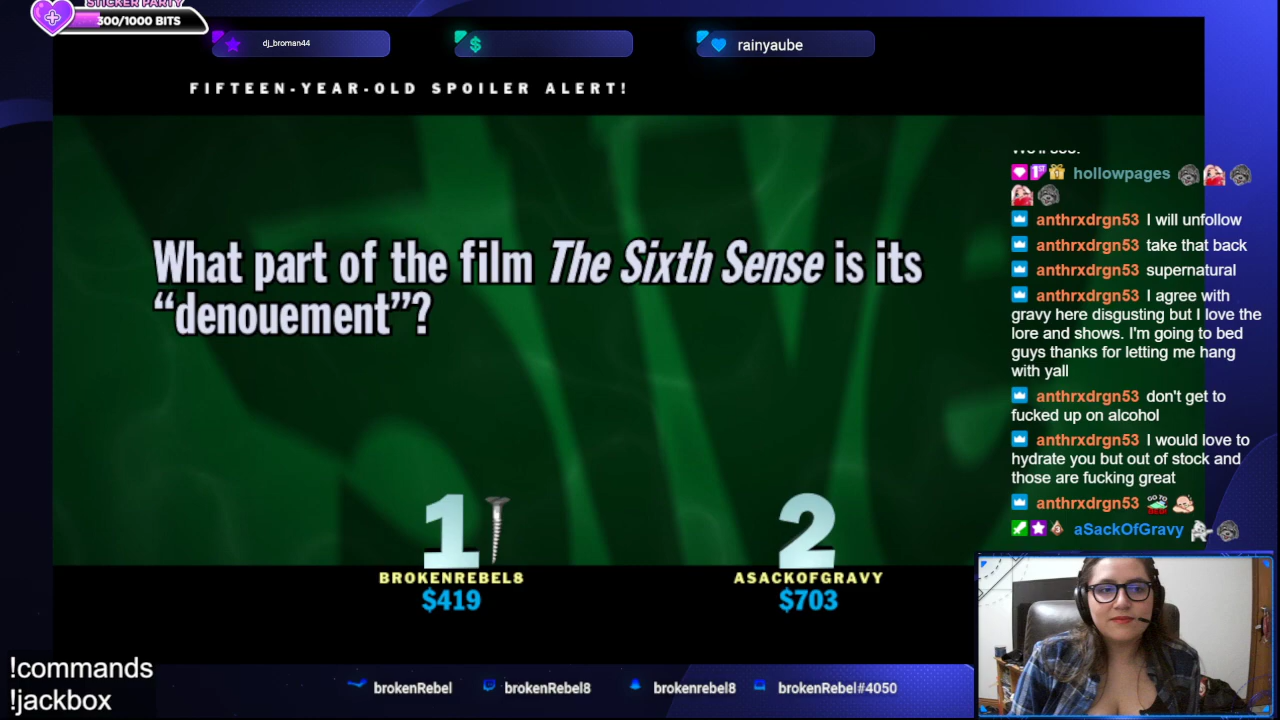 STICKER PARTY
300/1000 BITS
dj_broman44
$
rainyaube
FIFTEEN-YEAR-OLD SPOILER ALERT!
What part of the film The Sixth Sense is its
“denouement”?
1
BROKENREBEL8
$419
2
ASACKOFGRAVY
$703
hollowpages
anthrxdrgn53 I will unfollow
anthrxdrgn53 take that back
anthrxdrgn53 supernatural
anthrxdrgn53 I agree with
gravy here disgusting but I love the
lore and shows. I'm going to bed
guys thanks for letting me hang
with yall
anthrxdrgn53 don't get to
fucked up on alcohol
anthrxdrgn53 I would love to
hydrate you but out of stock and
those are fucking great
anthrxdrgn53
aSackOfGravy
!commands
!jackbox
brokenRebel
brokenRebel8
brokenrebel8
brokenRebel#4050